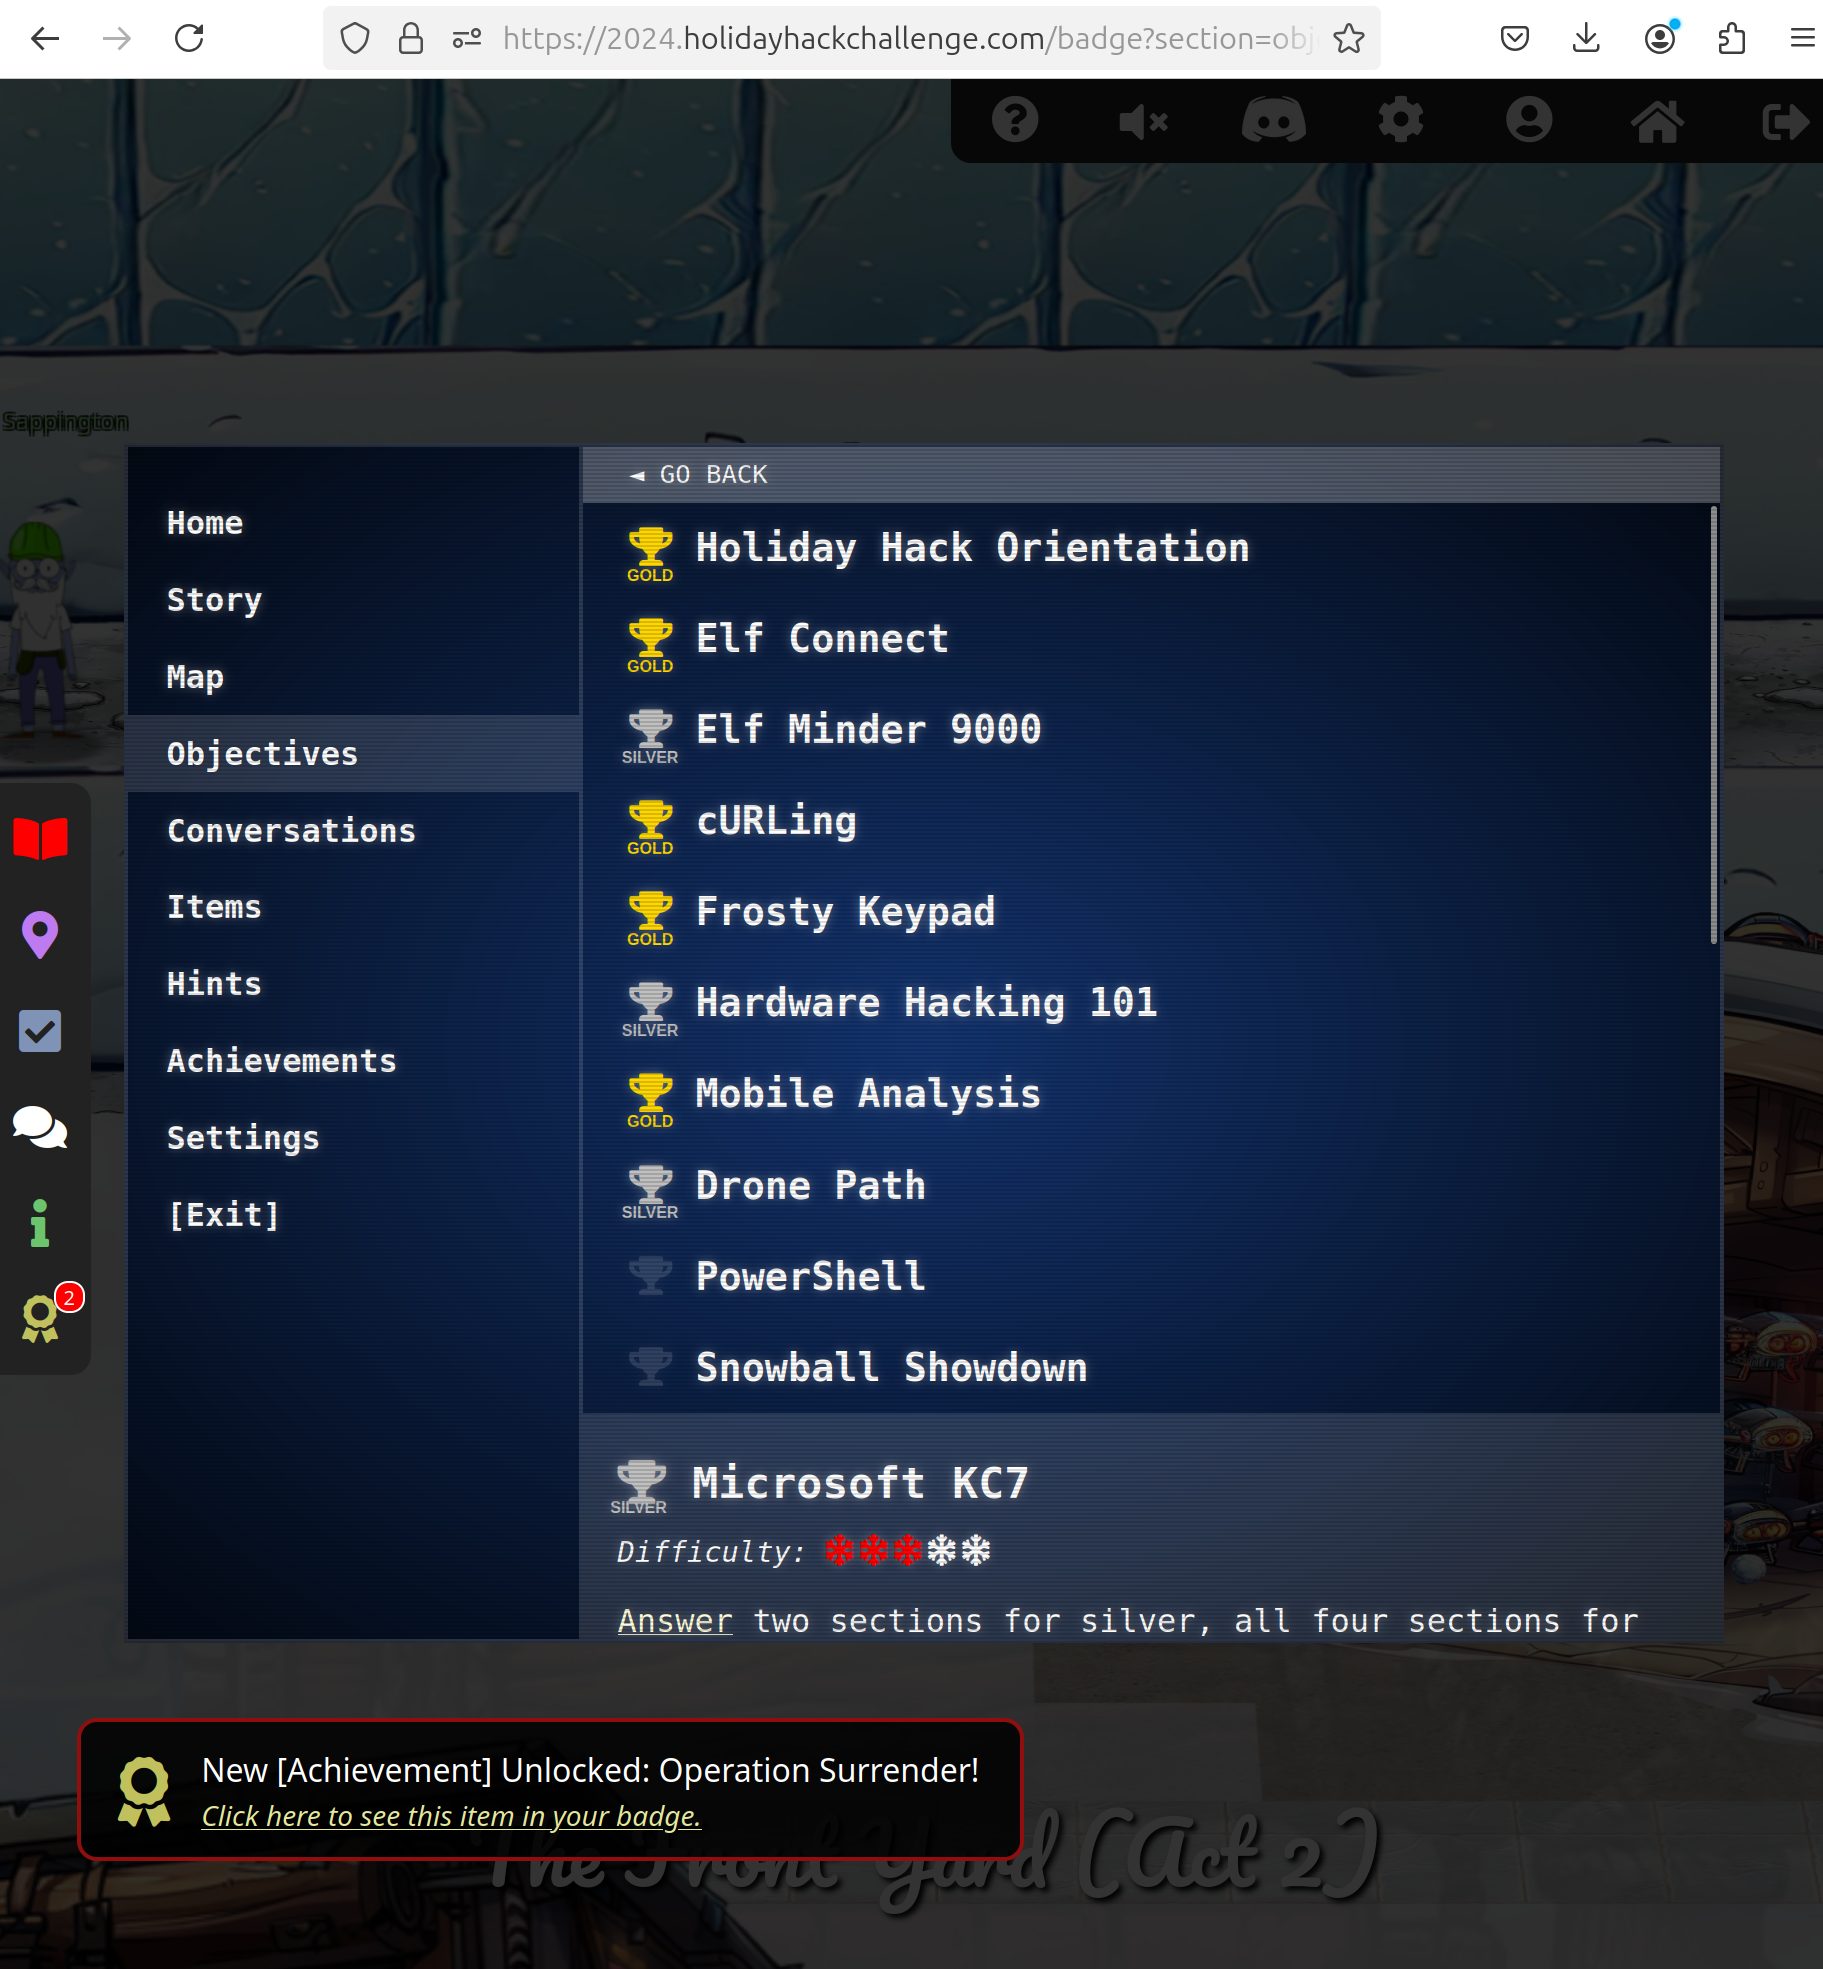 https://2024.holidayhackchallenge.com/badge?section=obj
Sappington
◄ GO BACK
Home
Story
Map
Objectives
Conversations
Items
Hints
Achievements
Settings
[Exit]
GOLD Holiday Hack Orientation
GOLD Elf Connect
SILVER Elf Minder 9000
GOLD cURLing
GOLD Frosty Keypad
SILVER Hardware Hacking 101
GOLD Mobile Analysis
SILVER Drone Path
PowerShell
Snowball Showdown
2
SILVER Microsoft KC7
Difficulty:
Answer two sections for silver, all four sections for
New [Achievement] Unlocked: Operation Surrender!
Click here to see this item in your badge.
The Front Yard (Act 2)